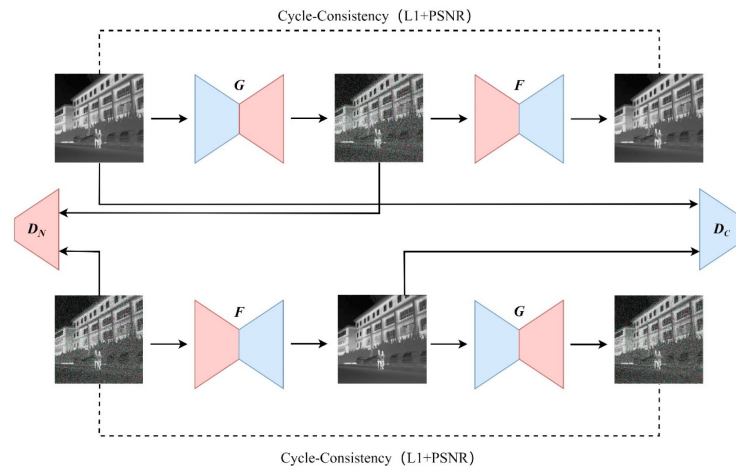 Cycle-Consistency (L1+PSNR)
G
F
D_N
D_C
F
G
Cycle-Consistency (L1+PSNR)